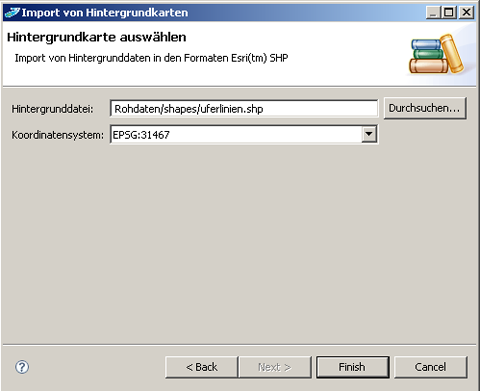 Import von Hintergrundkarten
Hintergrundkarte auswählen
Import von Hintergrunddaten in den Formaten Esri(tm) SHP
Hintergrunddatei: Rohdaten/shapes/uferlinien.shp Durchsuchen...
Koordinatensystem: EPSG:31467
? < Back Next > Finish Cancel